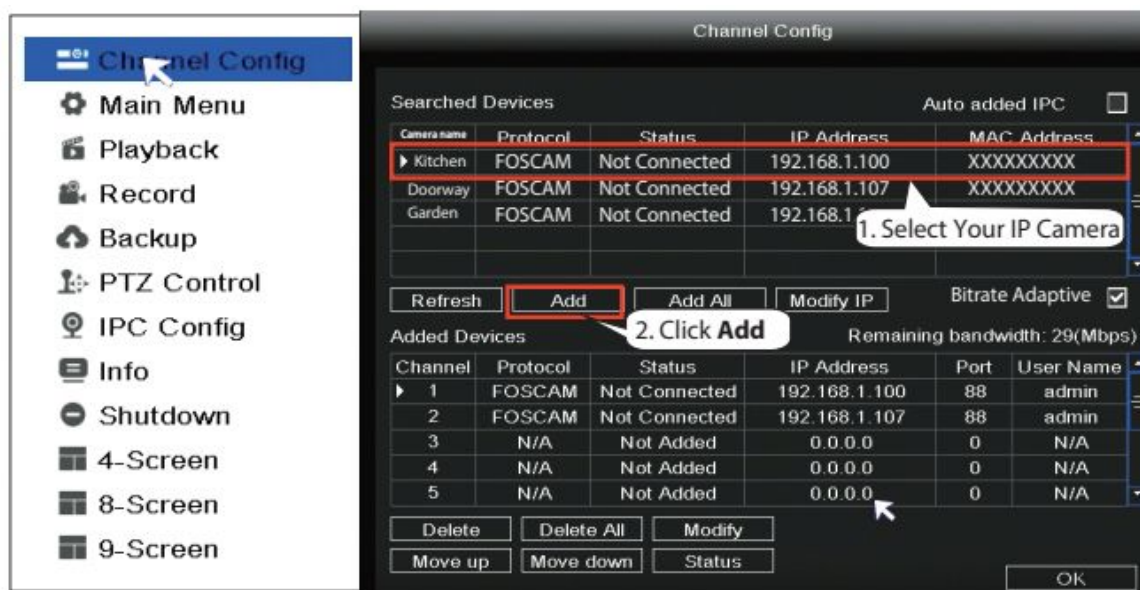 Channel Config
Main Menu
Playback
Record
Backup
PTZ Control
IPC Config
Info
Shutdown
4-Screen
8-Screen
9-Screen
Channel Config
Searched Devices Auto added IPC
Camera name Protocol Status IP Address MAC Address
Kitchen FOSCAM Not Connected 192.168.1.100 XXXXXXXXX
Doorway FOSCAM Not Connected 192.168.1.107 XXXXXXXXX
Garden FOSCAM Not Connected 192.168.1
1. Select Your IP Camera
Refresh Add Add All Modify IP Bitrate Adaptive
2. Click Add
Added Devices Remaining bandwidth: 29(Mbps)
Channel Protocol Status IP Address Port User Name
1 FOSCAM Not Connected 192.168.1.100 88 admin
2 FOSCAM Not Connected 192.168.1.107 88 admin
3 N/A Not Added 0.0.0.0 0 N/A
4 N/A Not Added 0.0.0.0 0 N/A
5 N/A Not Added 0.0.0.0 0 N/A
Delete Delete All Modify
Move up Move down Status
OK